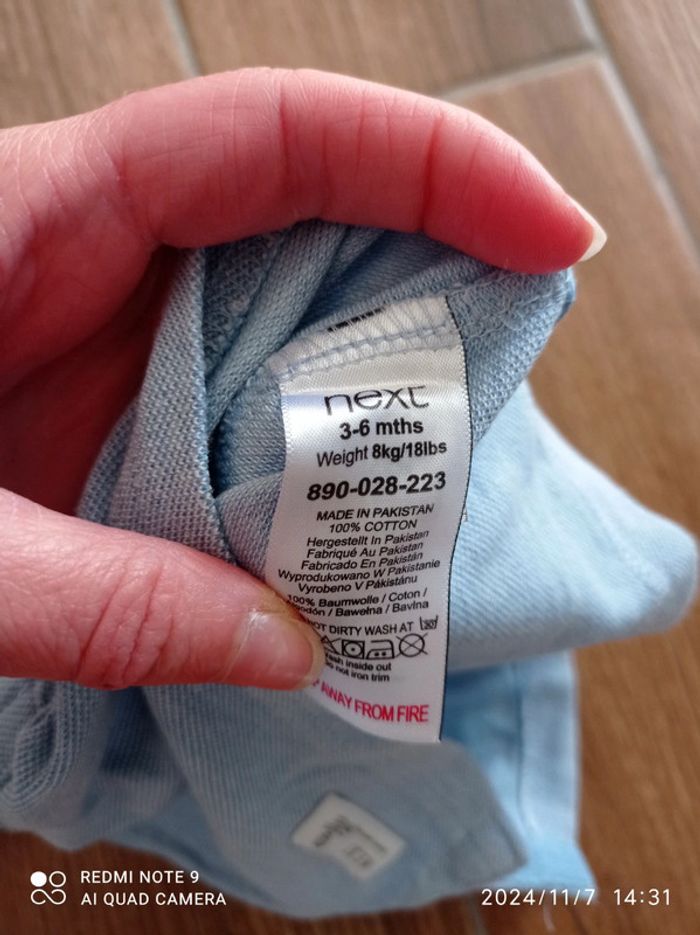 next
3-6 mths
Weight 8kg/18lbs
890-028-223
MADE IN PAKISTAN
100% COTTON
Hergestellt In Pakistan
Fabriqué Au Pakistan
Fabricado En Pakistán
Wyprodukowano W Pakistanie
Vyrobeno V Pákistánu
100% Baumwolle / Coton /
/ Bawełna / Bavlna
DIRTY WASH AT
inside out
not iron trim
AWAY FROM FIRE
REDMI NOTE 9
AI QUAD CAMERA
2024/11/7 14:31